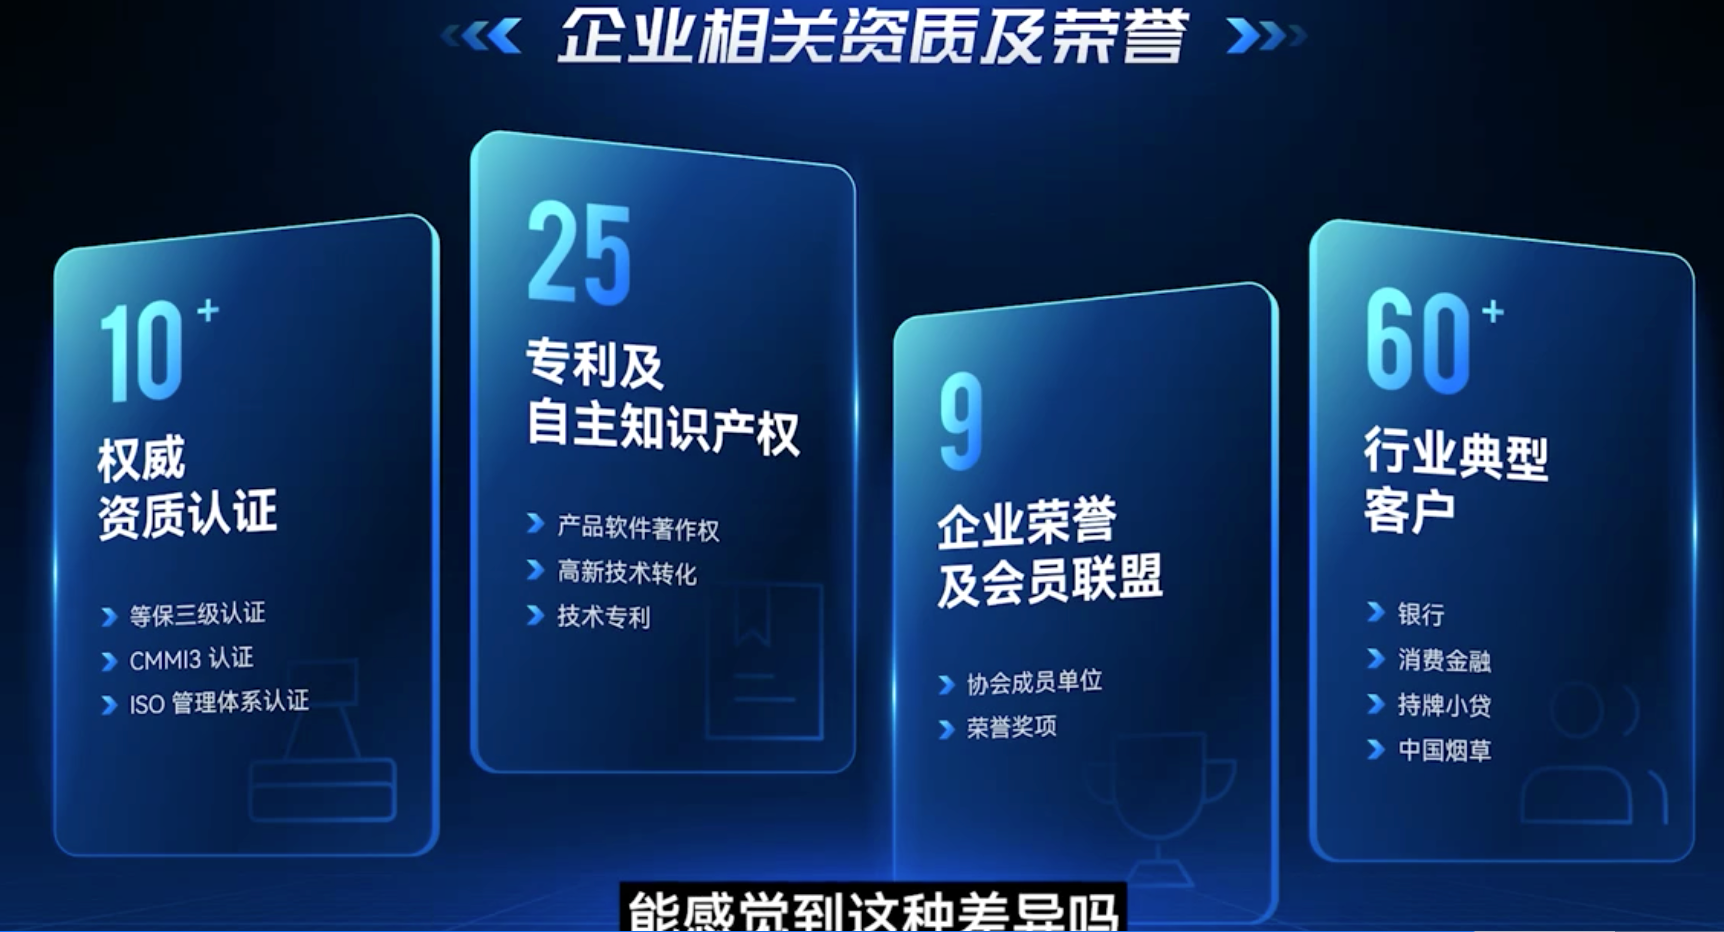 企业相关资质及荣誉
10+
权威
资质认证
等保三级认证
CMMI3 认证
ISO 管理体系认证
25
专利及
自主知识产权
产品软件著作权
高新技术转化
技术专利
9
企业荣誉
及会员联盟
协会成员单位
荣誉奖项
60+
行业典型
客户
银行
消费金融
持牌小贷
中国烟草
能感觉到这种差异吗